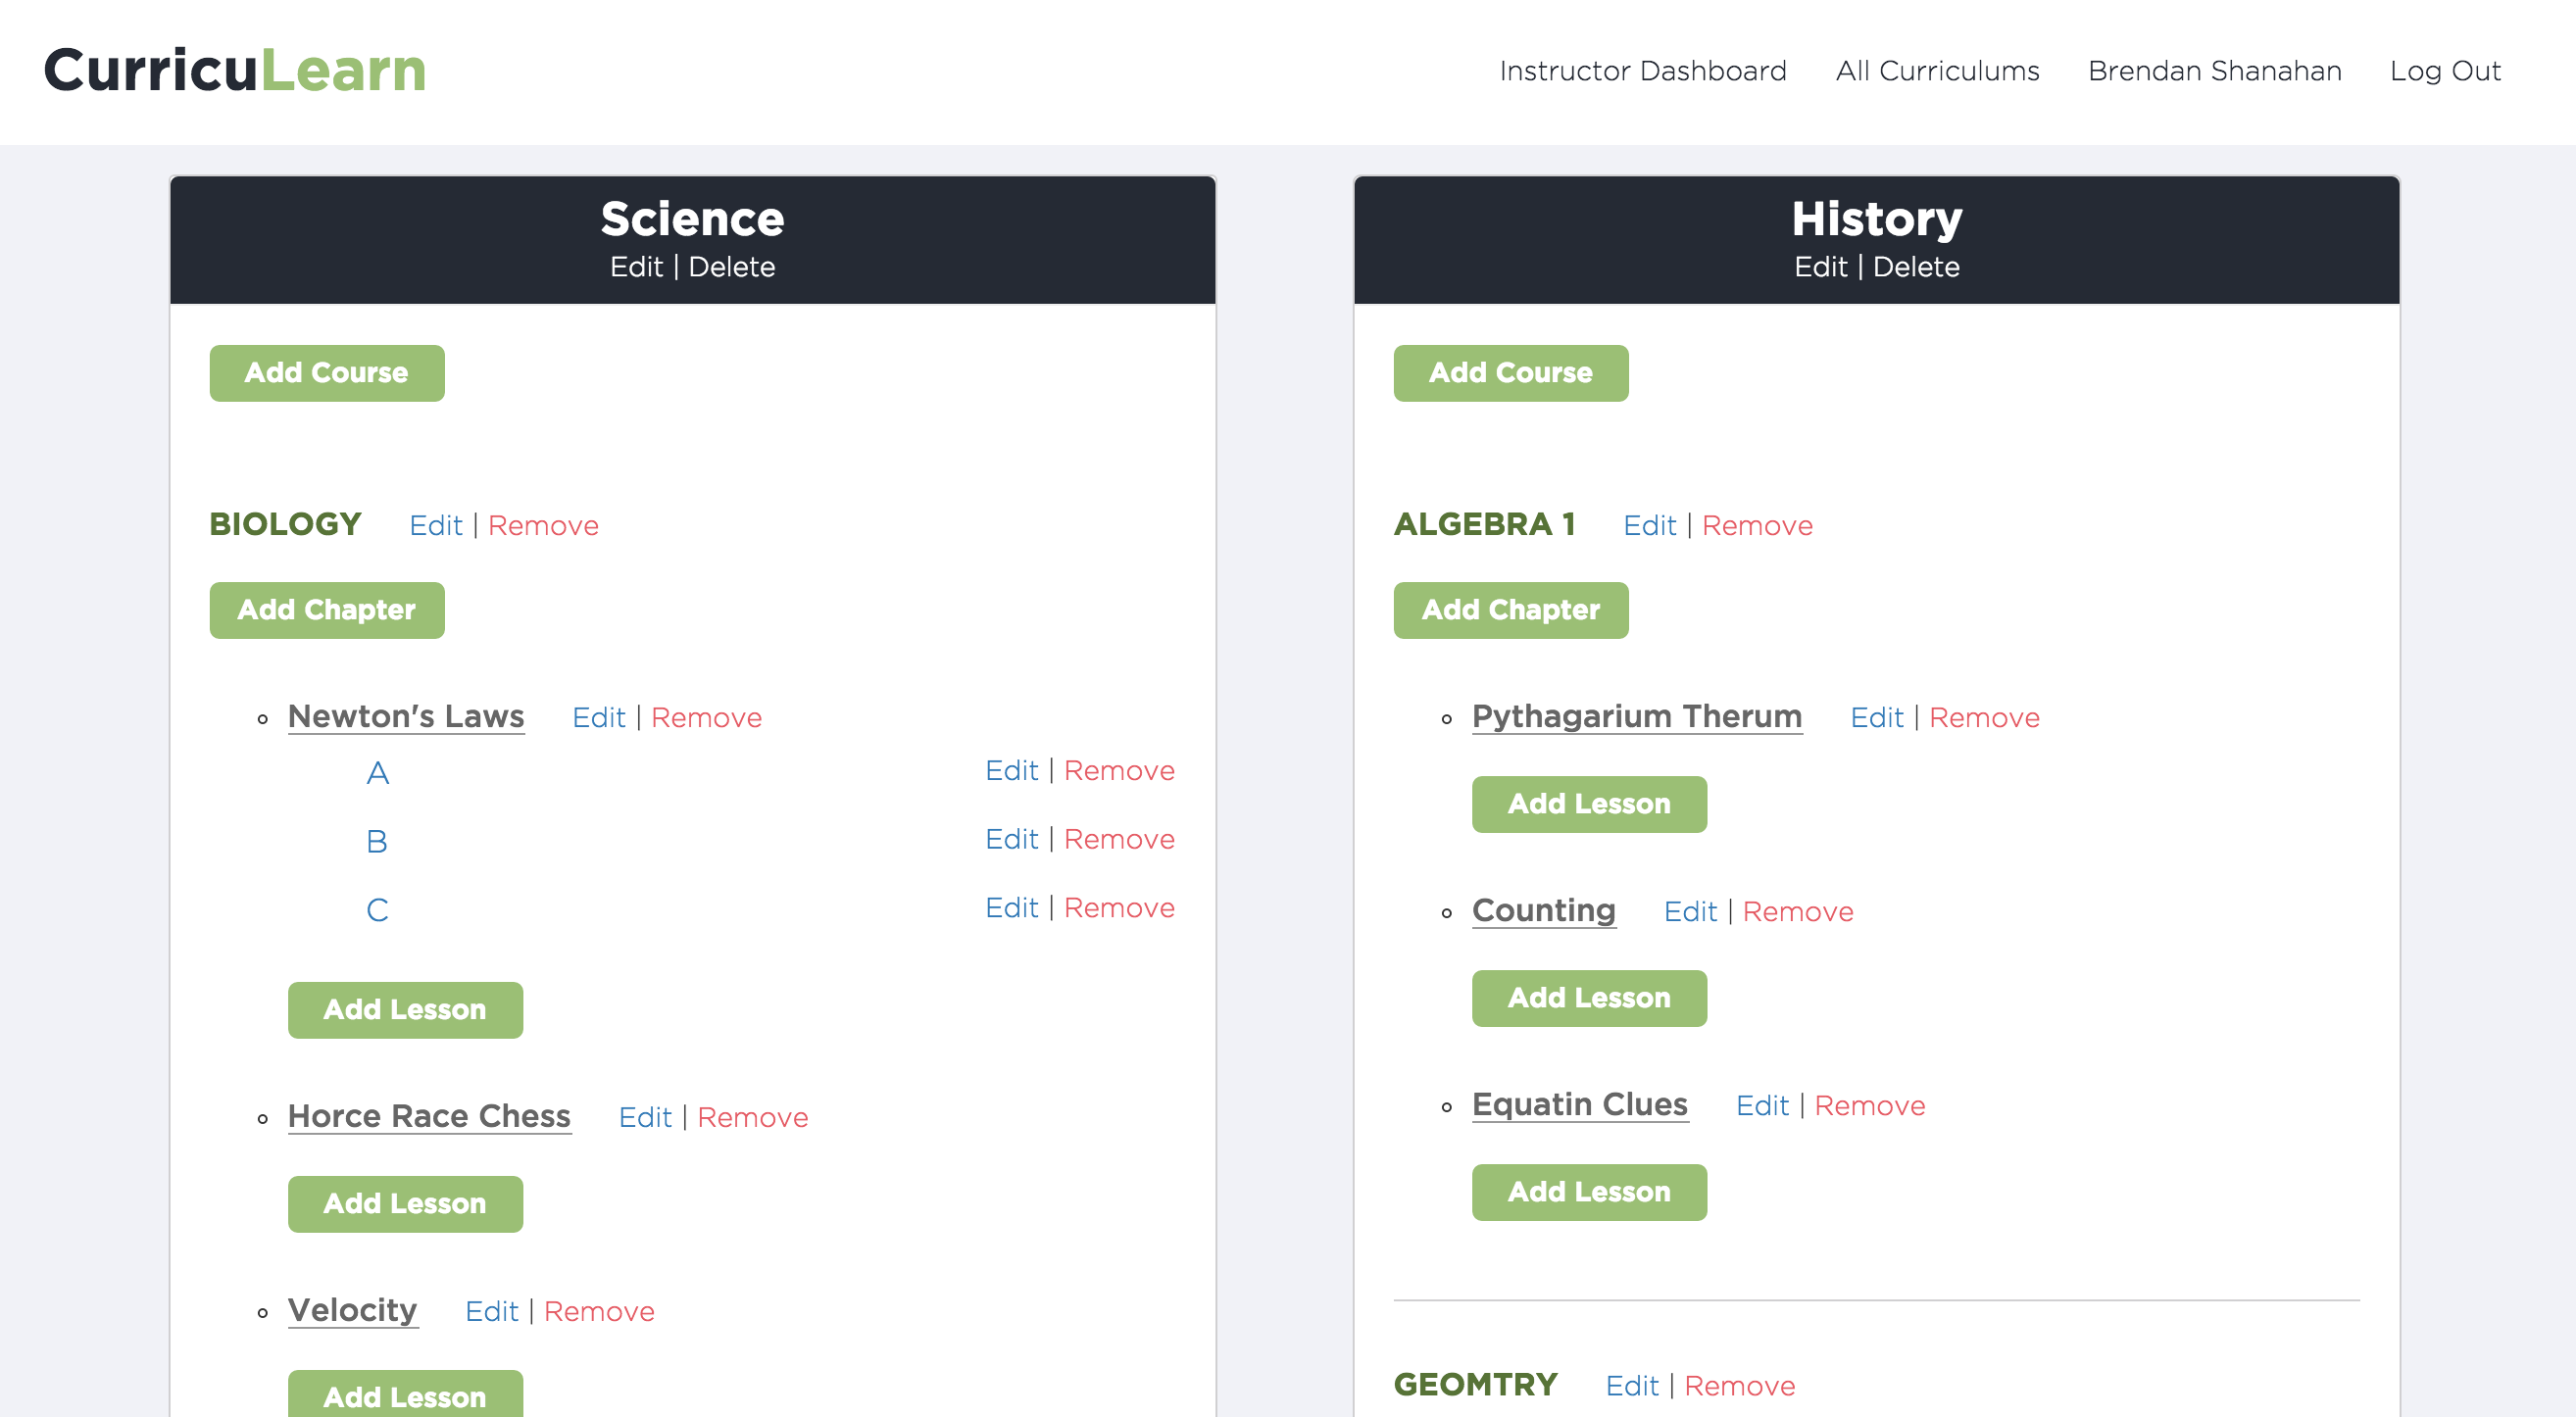 CurricuLearn
Instructor Dashboard All Curriculums Brendan Shanahan Log Out
Science
Edit | Delete
Add Course
BIOLOGY Edit | Remove
Add Chapter
Newton's Laws Edit | Remove
A Edit | Remove
B Edit | Remove
C Edit | Remove
Add Lesson
Horce Race Chess Edit | Remove
Add Lesson
Velocity Edit | Remove
Add Lesson
History
Edit | Delete
Add Course
ALGEBRA 1 Edit | Remove
Add Chapter
Pythagarium Therum Edit | Remove
Add Lesson
Counting Edit | Remove
Add Lesson
Equatin Clues Edit | Remove
Add Lesson
GEOMTRY Edit | Remove